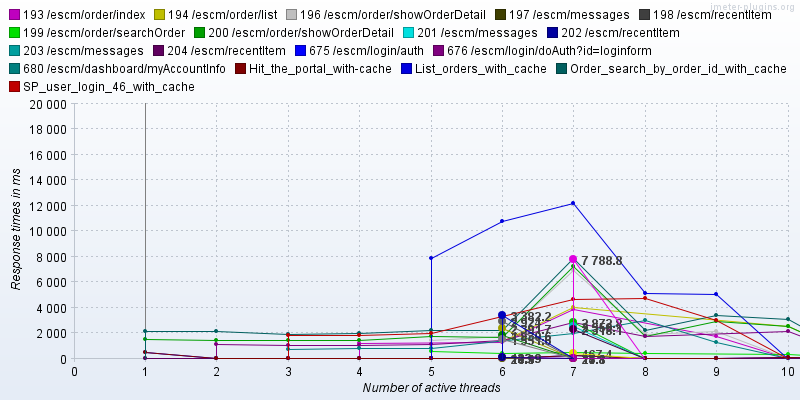 jmeter-plugins.org
193 /escm/order/index 194 /escm/order/list 196 /escm/order/showOrderDetail 197 /escm/messages 198 /escm/recentItem
199 /escm/order/searchOrder 200 /escm/order/showOrderDetail 201 /escm/messages 202 /escm/recentItem
203 /escm/messages 204 /escm/recentItem 675 /escm/login/auth 676 /escm/login/doAuth?id=loginform
680 /escm/dashboard/myAccountInfo Hit_the_portal_with-cache List_orders_with_cache Order_search_by_order_id_with_cache
SP_user_login_46_with_cache
20 000
18 000
16 000
14 000
12 000
10 000
8 000
6 000
4 000
2 000
0
Response times in ms
7 788.8
3 392.2
467.4
0 1 2 3 4 5 6 7 8 9 10
Number of active threads